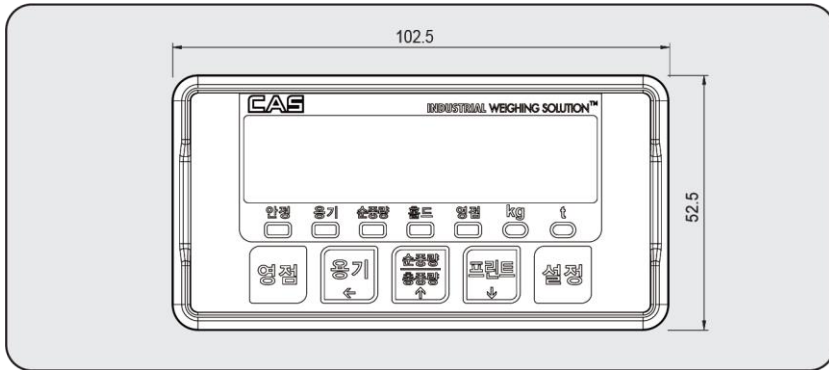 102.5
CAS
INDUSTRIAL WEIGHING SOLUTION™
52.5
안정 용기 순중량 홀드 영점 kg t
영점 용기 순중량 프린트 설정
총중량
← ↑ ↓